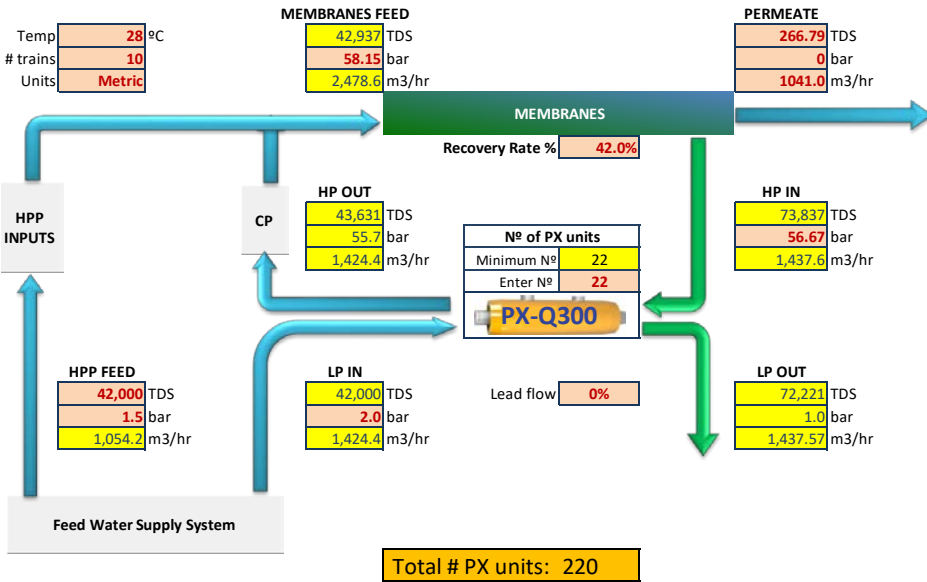 Temp 28 ºC
# trains 10
Units Metric
MEMBRANES FEED
42,937 TDS
58.15 bar
2,478.6 m3/hr
PERMEATE
266.79 TDS
0 bar
1041.0 m3/hr
MEMBRANES
Recovery Rate % 42.0%
HPP
INPUTS
CP
HP OUT
43,631 TDS
55.7 bar
1,424.4 m3/hr
Nº of PX units
Minimum Nº 22
Enter Nº 22
PX-Q300
HP IN
73,837 TDS
56.67 bar
1,437.6 m3/hr
HPP FEED
42,000 TDS
1.5 bar
1,054.2 m3/hr
LP IN
42,000 TDS
2.0 bar
1,424.4 m3/hr
Lead flow 0%
LP OUT
72,221 TDS
1.0 bar
1,437.57 m3/hr
Feed Water Supply System
Total # PX units: 220